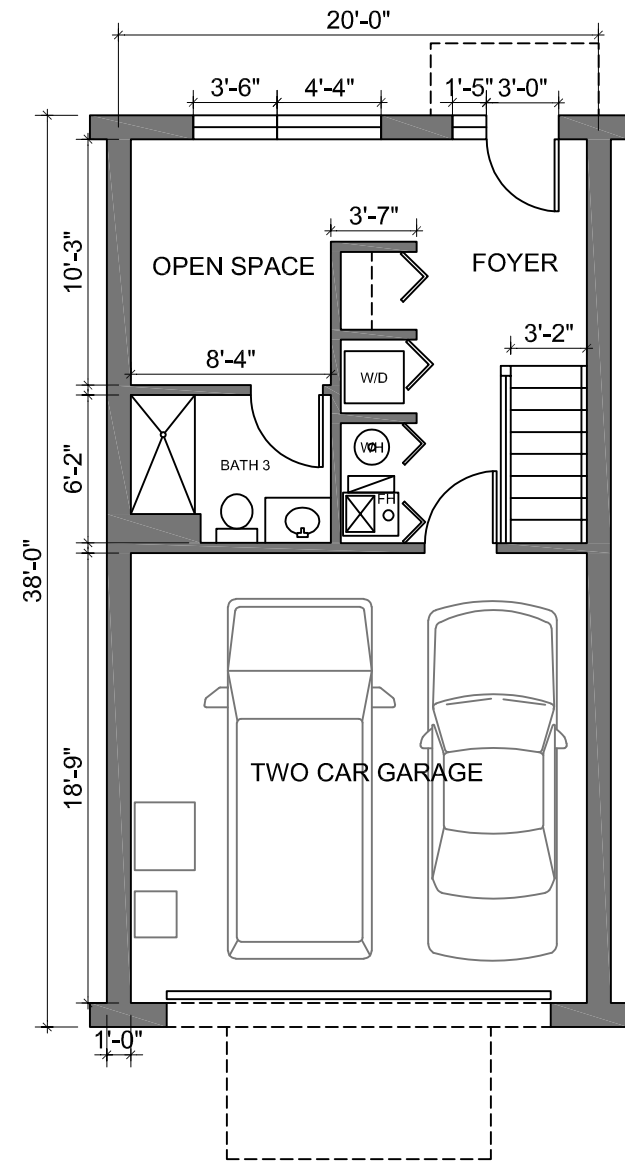 20'-0"
3'-6"
4'-4"
1'-5"
3'-0"
3'-7"
10'-3"
OPEN SPACE
FOYER
3'-2"
8'-4"
W/D
6'-2"
BATH 3
WH
FH
38'-0"
18'-9"
TWO CAR GARAGE
1'-0"